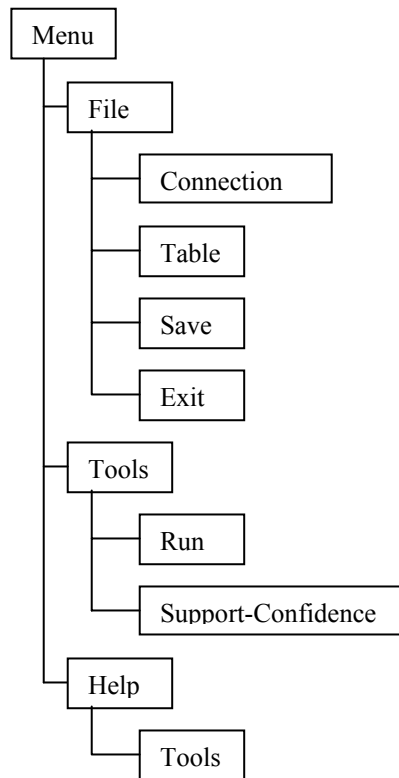 Menu
File
Connection
Table
Save
Exit
Tools
Run
Support-Confidence
Help
Tools